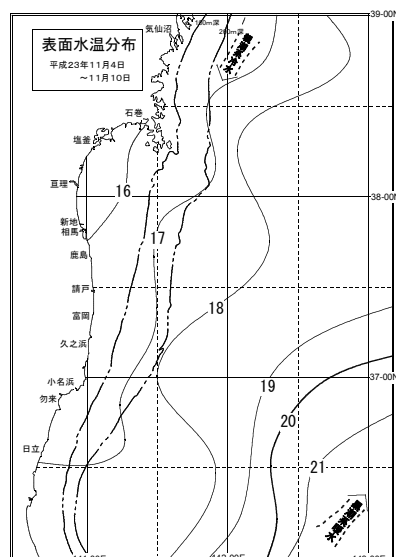 気仙沼
100m深
200m深
39-00N
表面水温分布
平成23年11月4日
～11月10日
石巻
塩釜
亘理
16
38-00N
新地
相馬
17
鹿島
請戸
18
富岡
久之浜
小名浜
37-00N
19
勿来
20
日立
21